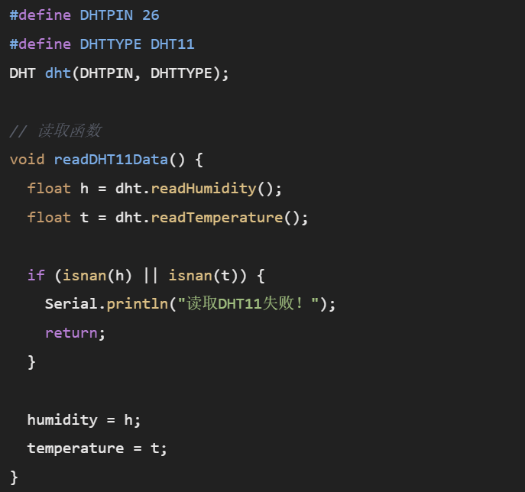 #define DHTPIN 26
#define DHTTYPE DHT11
DHT dht(DHTPIN, DHTTYPE);
// 读取函数
void readDHT11Data() {
float h = dht.readHumidity();
float t = dht.readTemperature();
if (isnan(h) || isnan(t)) {
Serial.println("读取DHT11失败！");
return;
}
humidity = h;
temperature = t;
}